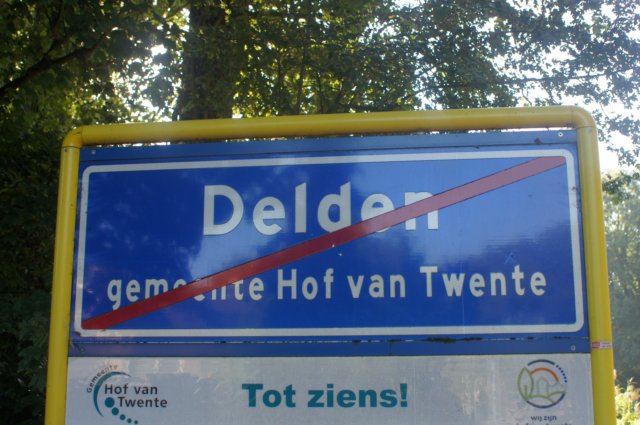 Delden
gemeente Hof van Twente
Gemeente
Hof van
Twente
Tot ziens!
wij zijn